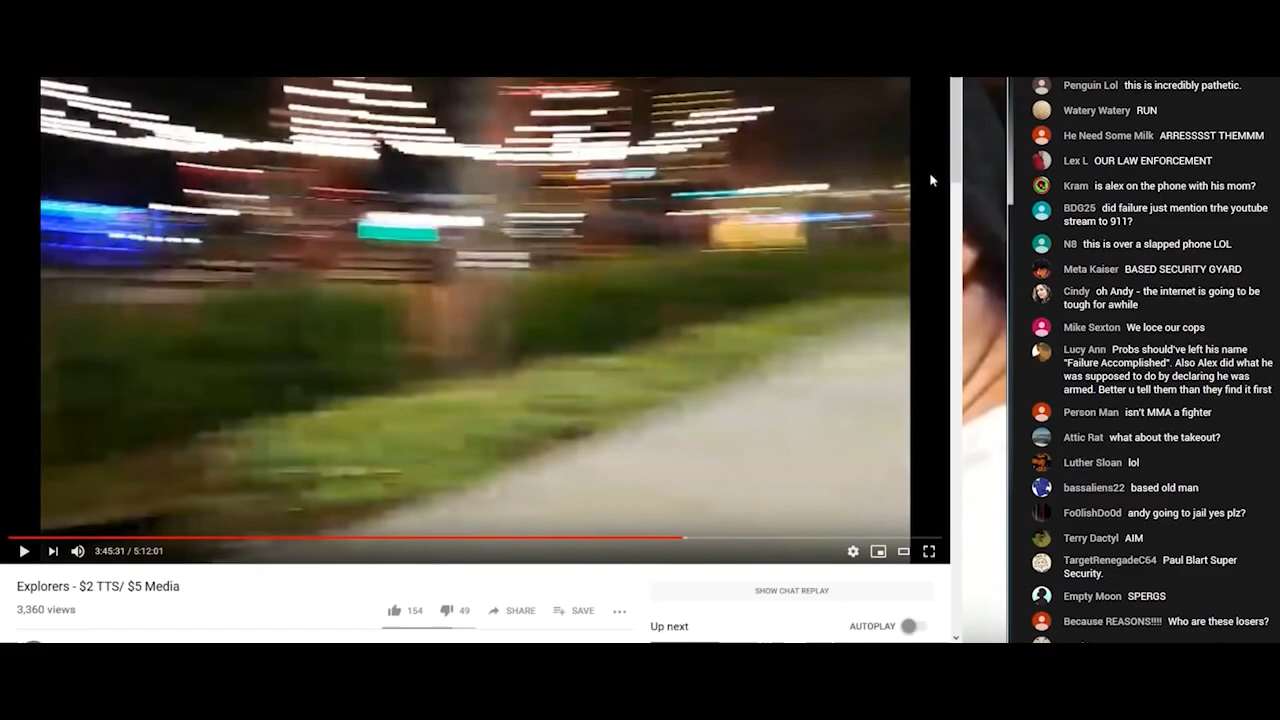 Penguin Lol this is incredibly pathetic.
Watery Watery RUN
He Need Some Milk ARRESSSST THEMMM
Lex L OUR LAW ENFORCEMENT
Kram is alex on the phone with his mom?
BDG25 did failure just mention trhe youtube
stream to 911?
N8 this is over a slapped phone LOL
Meta Kaiser BASED SECURITY GYARD
Cindy oh Andy - the internet is going to be
tough for awhile
Mike Sexton We loce our cops
Lucy Ann Probs should've left his name
"Failure Accomplished". Also Alex did what he
was supposed to do by declaring he was
armed. Better u tell them than they find it first
Person Man isn't MMA a fighter
Attic Rat what about the takeout?
Luther Sloan lol
bassaliens22 based old man
Fo0lishDo0d andy going to jail yes plz?
Terry Dactyl AIM
TargetRenegadeC64 Paul Blart Super
Security.
Empty Moon SPERGS
Because REASONS!!!! Who are these losers?
3:45:31 / 5:12:01
Explorers - $2 TTS/ $5 Media
3,360 views
154
49
SHARE
SAVE
SHOW CHAT REPLAY
Up next
AUTOPLAY